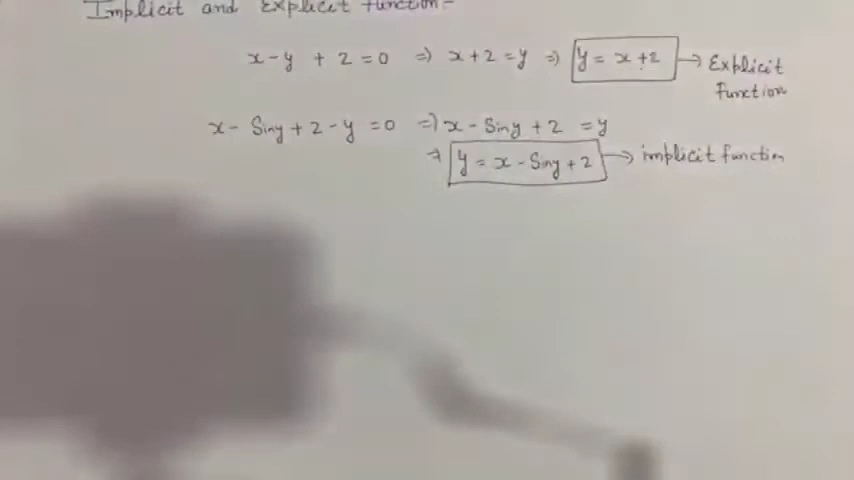 Implicit and Explicit function-
x-y + 2 = 0 ⇒ x+2 = y ⇒ y = x+2 → Explicit
function
x - Siny + 2 - y = 0 ⇒ x - Siny + 2 = y
⇒ y = x - Siny + 2 → implicit function